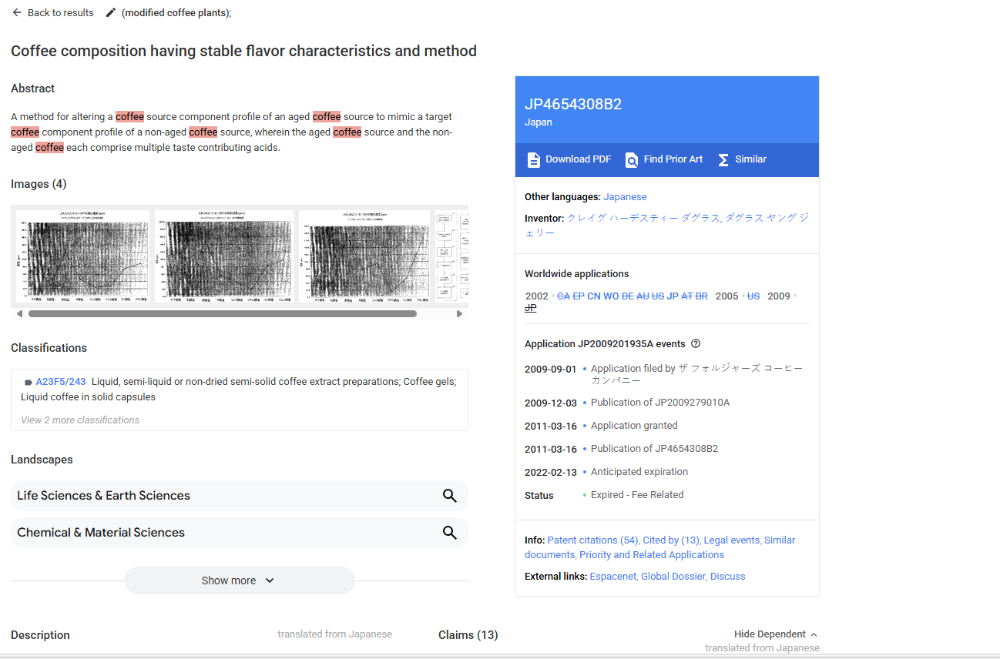 Back to results
(modified coffee plants);
Coffee composition having stable flavor characteristics and method
Abstract
A method for altering a coffee source component profile of an aged coffee source to mimic a target
coffee component profile of a non-aged coffee source, wherein the aged coffee source and the non-
aged coffee each comprise multiple taste contributing acids.
Images (4)
Classifications
A23F5/243 Liquid, semi-liquid or non-dried semi-solid coffee extract preparations; Coffee gels;
Liquid coffee in solid capsules
View 2 more classifications
Landscapes
Life Sciences & Earth Sciences
Chemical & Material Sciences
Show more
Description
translated from Japanese
JP4654308B2
Japan
Download PDF
Find Prior Art
Similar
Other languages: Japanese
Inventor: クレイグ ハーデスティー ダグラス, ダグラス ヤング ジ
ェリー
Worldwide applications
2002 • CA EP CN WO DE AU US JP AT BR 2005 • US 2009 •
JP
Application JP2009201935A events
2009-09-01 • Application filed by ザ フォルジャーズ コーヒー
カンパニー
2009-12-03 • Publication of JP2009279010A
2011-03-16 • Application granted
2011-03-16 • Publication of JP4654308B2
2022-02-13 • Anticipated expiration
Status • Expired - Fee Related
Info: Patent citations (54), Cited by (13), Legal events, Similar
documents, Priority and Related Applications
External links: Espacenet, Global Dossier, Discuss
Claims (13)
Hide Dependent
translated from Japanese